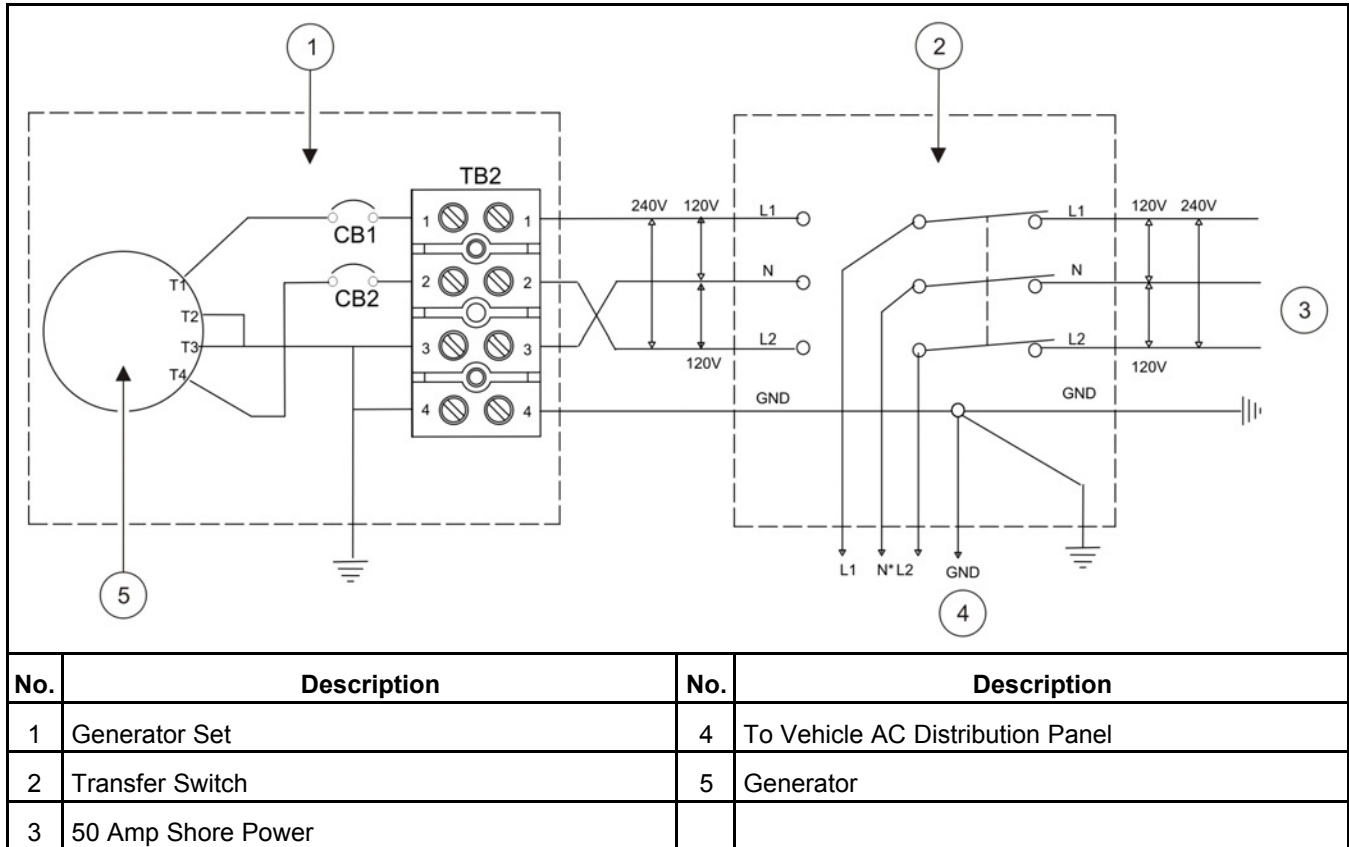 1
2
TB2
240V 120V L1
L1 120V 240V
1 1
CB1
T1
2 2
N
N
CB2
T2
3
T3
3 3
L2
L2
120V
120V
T4
4 4
GND
GND
5
L1 N* L2 GND
4
No. Description No. Description
1 Generator Set 4 To Vehicle AC Distribution Panel
2 Transfer Switch 5 Generator
3 50 Amp Shore Power